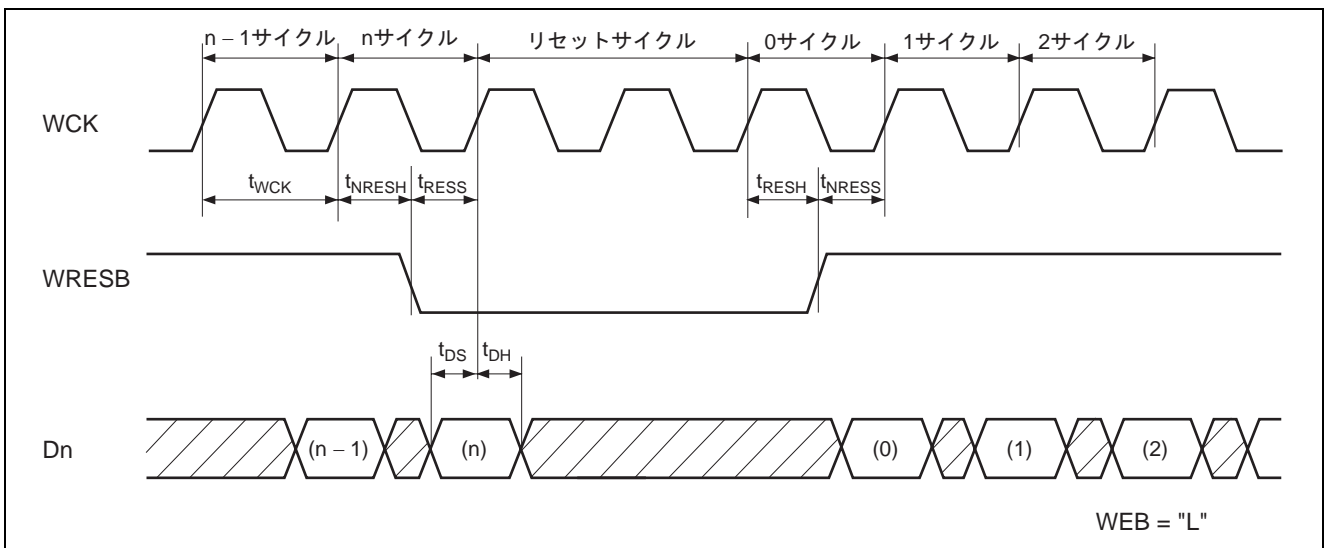 n − 1サイクル nサイクル リセットサイクル 0サイクル 1サイクル 2サイクル
WCK
tWCK tNRESH tRESS tRESH tNRESS
WRESB
tDS tDH
Dn (n − 1) (n) (0) (1) (2)
WEB = "L"